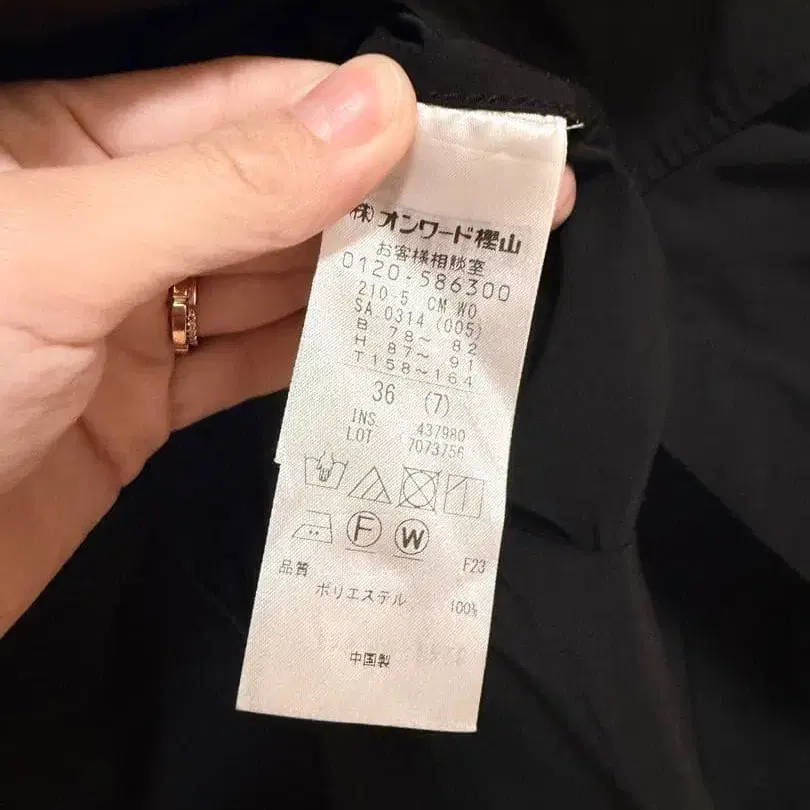 (株)オンワード樫山
お客様相談室
0120-586300
210-5 CM WO
SA.0314 (005)
B 78~ 82
H 87~ 91
T158~164
36 (7)
INS. 437980
LOT 7073756
F W
品質 F23
ポリエステル 100%
中国製